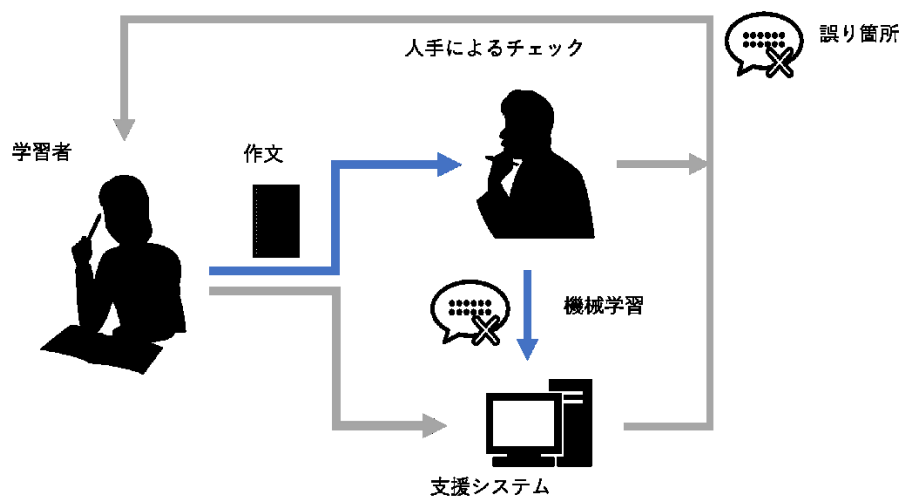 人手によるチェック
誤り箇所
学習者
作文
機械学習
支援システム